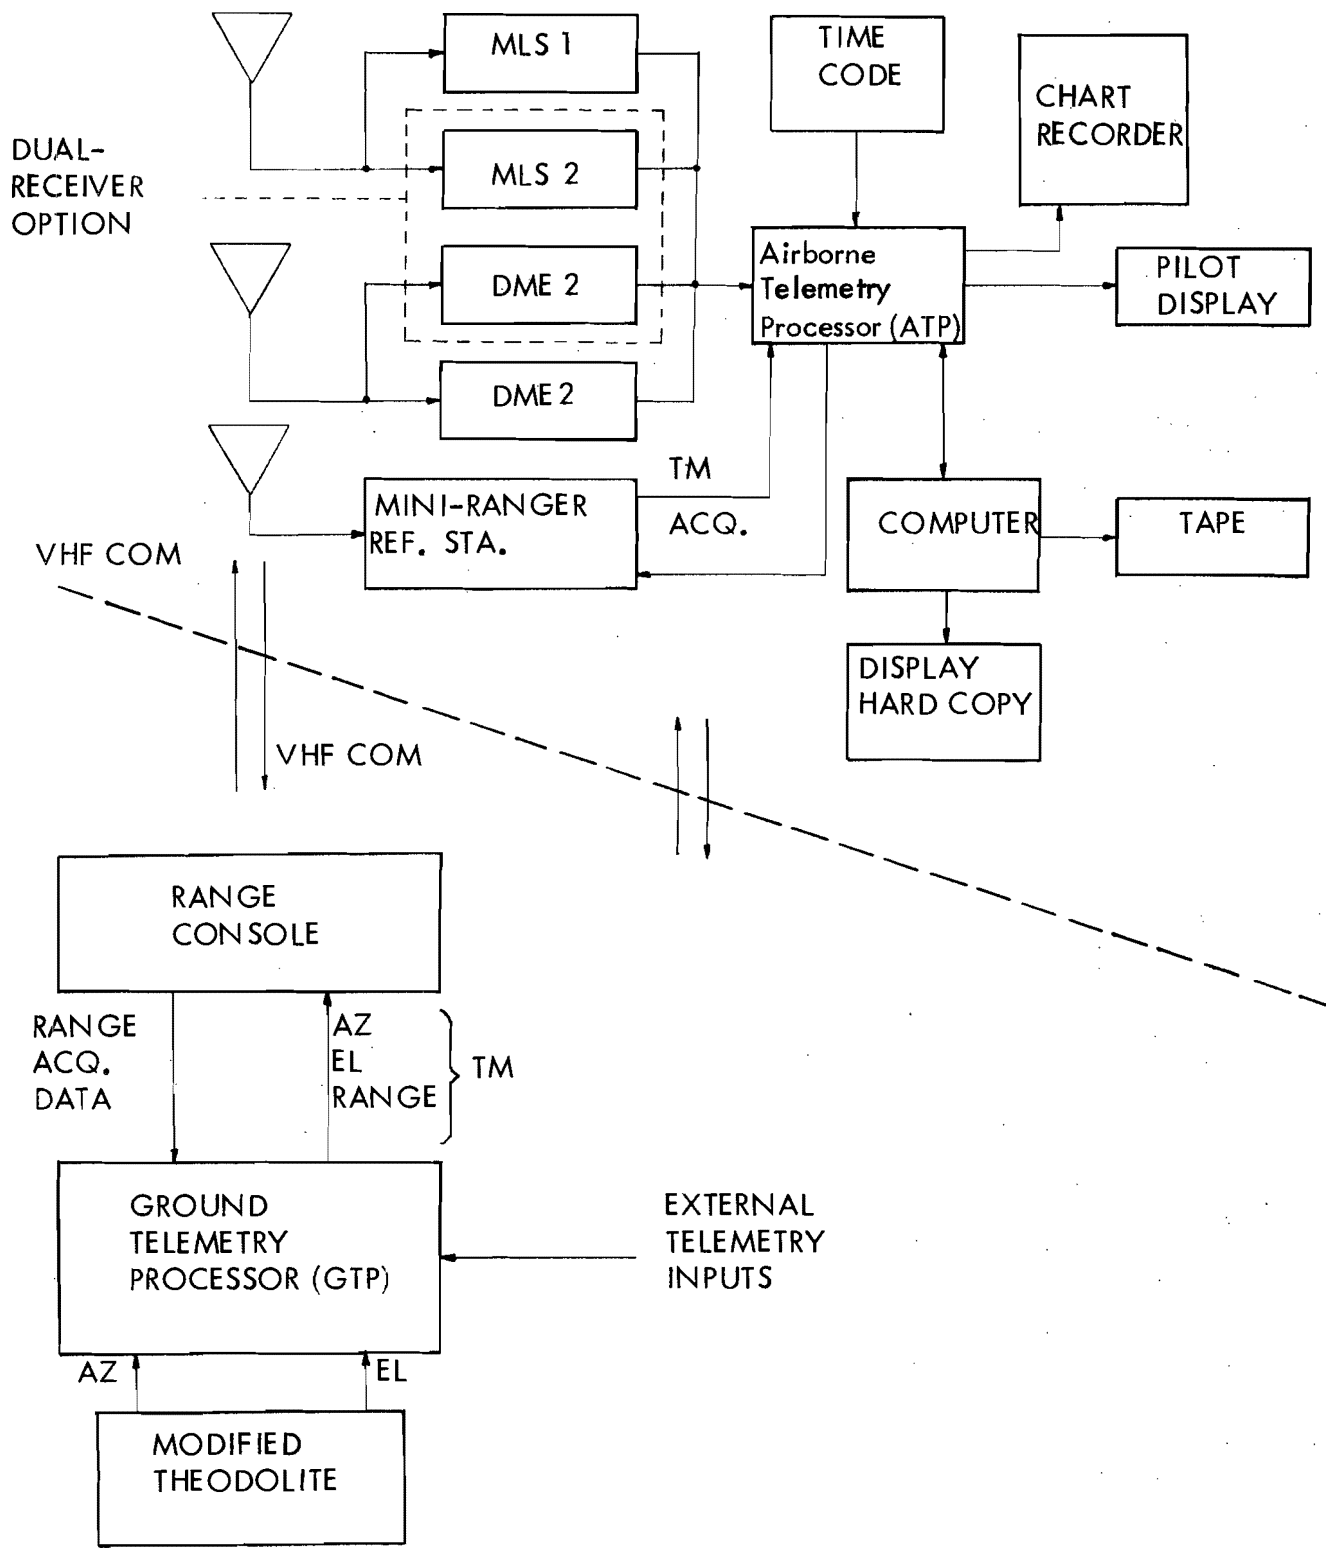 MLS 1
TIME
CODE
CHART
RECORDER
DUAL-
RECEIVER
OPTION
MLS 2
Airborne
Telemetry
Processor (ATP)
PILOT
DISPLAY
DME 2
DME 2
TM
ACQ.
MINI-RANGER
REF. STA.
COMPUTER
TAPE
VHF COM
DISPLAY
HARD COPY
VHF COM
RANGE
CONSOLE
RANGE
ACQ.
DATA
AZ
EL
RANGE
TM
GROUND
TELEMETRY
PROCESSOR (GTP)
EXTERNAL
TELEMETRY
INPUTS
AZ
EL
MODIFIED
THEODOLITE